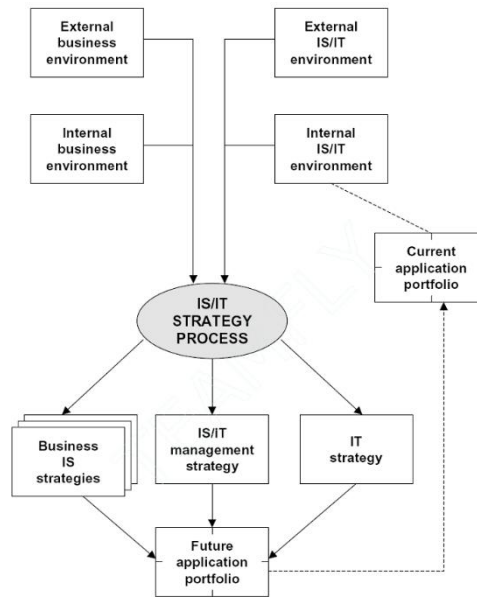 External
business
environment
External
IS/IT
environment
Internal
business
environment
Internal
IS/IT
environment
Current
application
portfolio
IS/IT
STRATEGY
PROCESS
Business
IS
strategies
IS/IT
management
strategy
IT
strategy
Future
application
portfolio